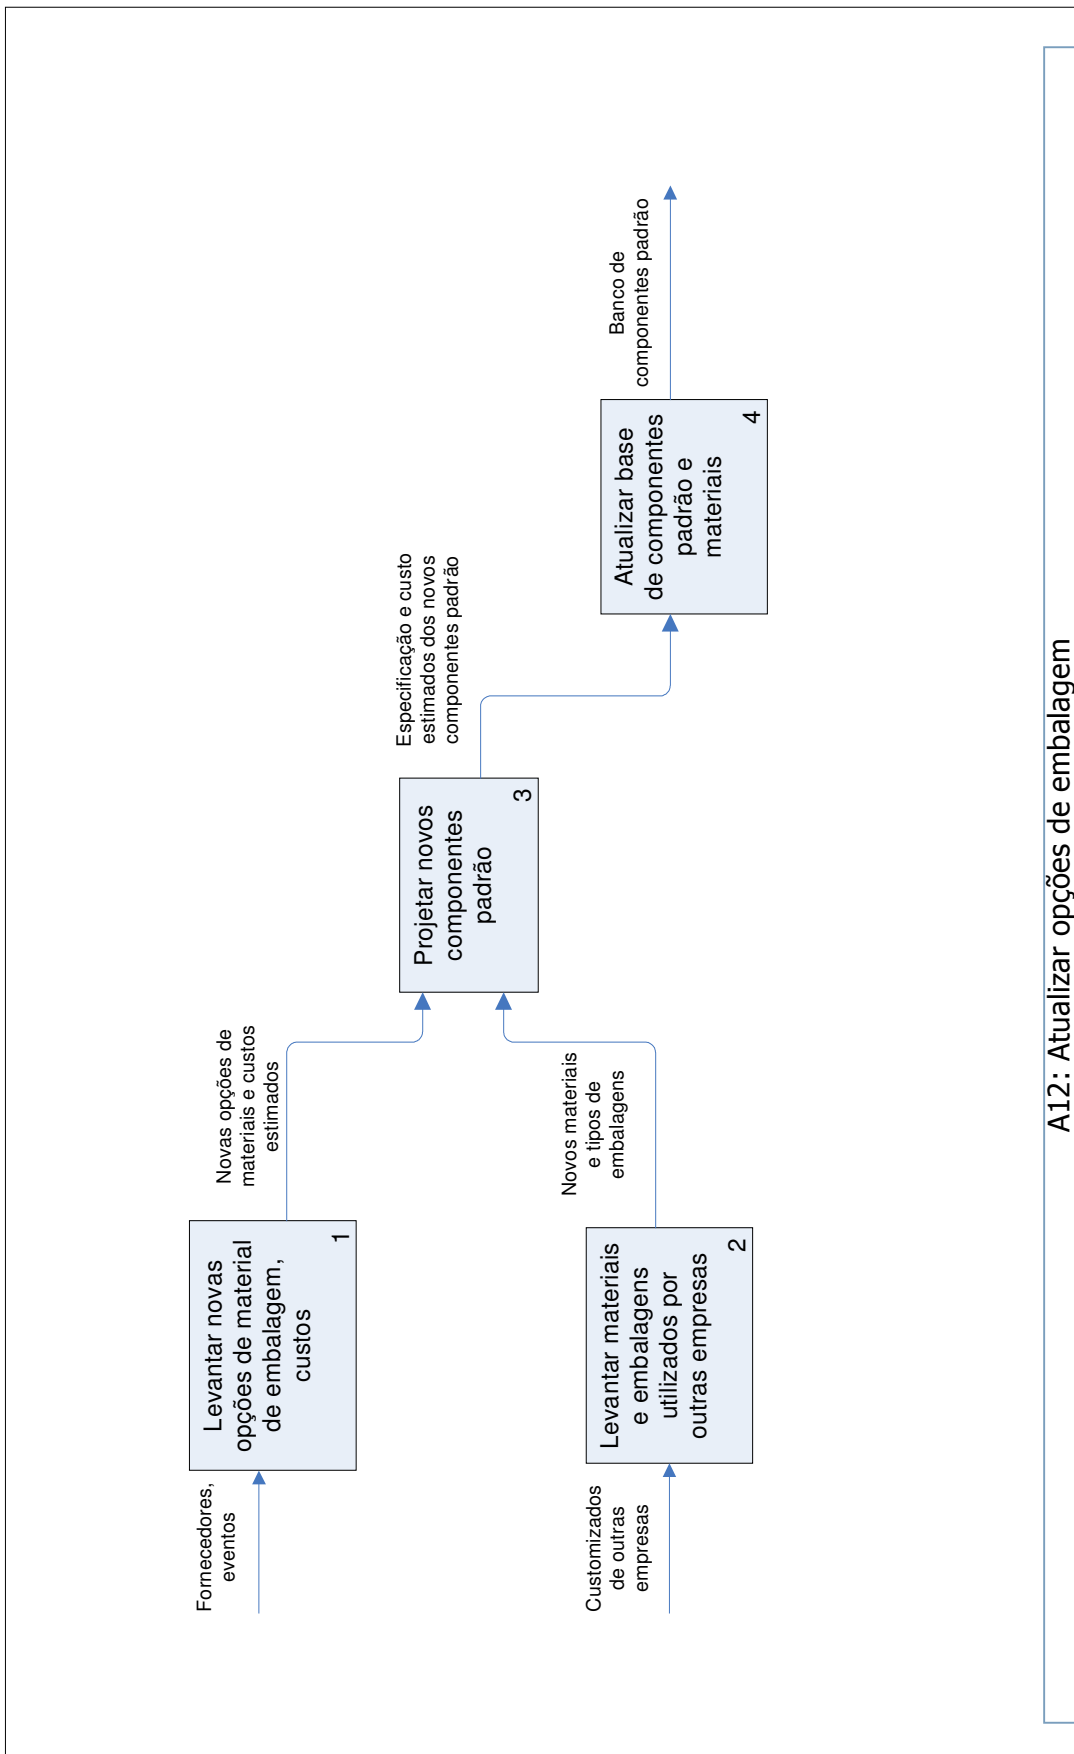 Fornecedores,
eventos
Levantar novas
opções de material
de embalagem,
custos
1
Novas opções de
materiais e custos
estimados
Customizados
de outras
empresas
Levantar materiais
e embalagens
utilizados por
outras empresas
2
Novos materiais
e tipos de
embalagens
Projetar novos
componentes
padrão
3
Especificação e custo
estimados dos novos
componentes padrão
Atualizar base
de componentes
padrão e
materiais
4
Banco de
componentes padrão
A12: Atualizar opções de embalagem